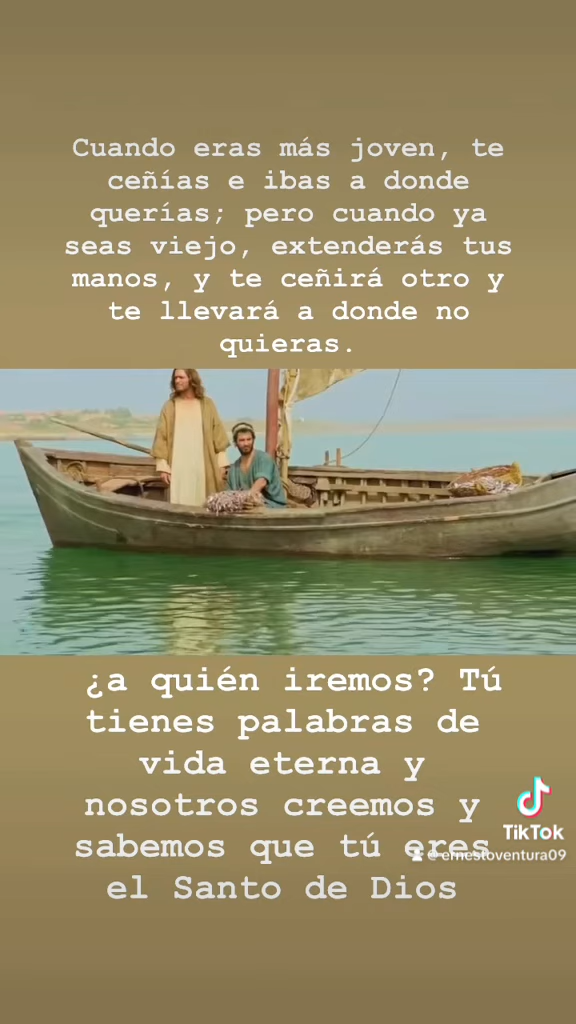 Cuando eras más joven, te
ceñías e ibas a donde
querías; pero cuando ya
seas viejo, extenderás tus
manos, y te ceñirá otro y
te llevará a donde no
quieras.
¿a quién iremos? Tú
tienes palabras de
vida eterna y
nosotros creemos y
sabemos que tú eres
el Santo de Dios
TikTok
@ernestoventura09